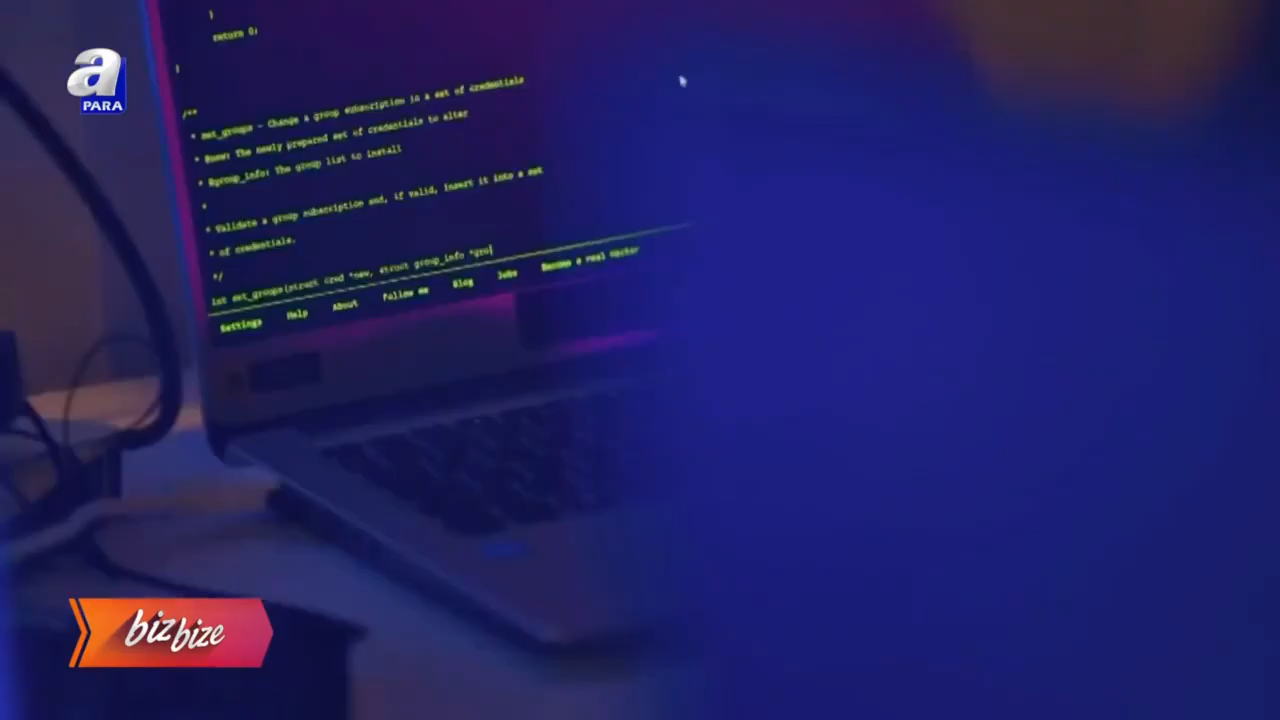 a
PARA
}
return 0;
}
/**
* set_groups - Change a group subscription in a set of credentials
* @new: The newly prepared set of credentials to alter
* @group_info: The group list to install
*
* Validate a group subscription and, if valid, insert it into a set
* of credentials.
*/
int set_groups(struct cred *new, struct group_info *gro
Settings Help About Follow me Blog Jobs Become a real hacker
biz bize